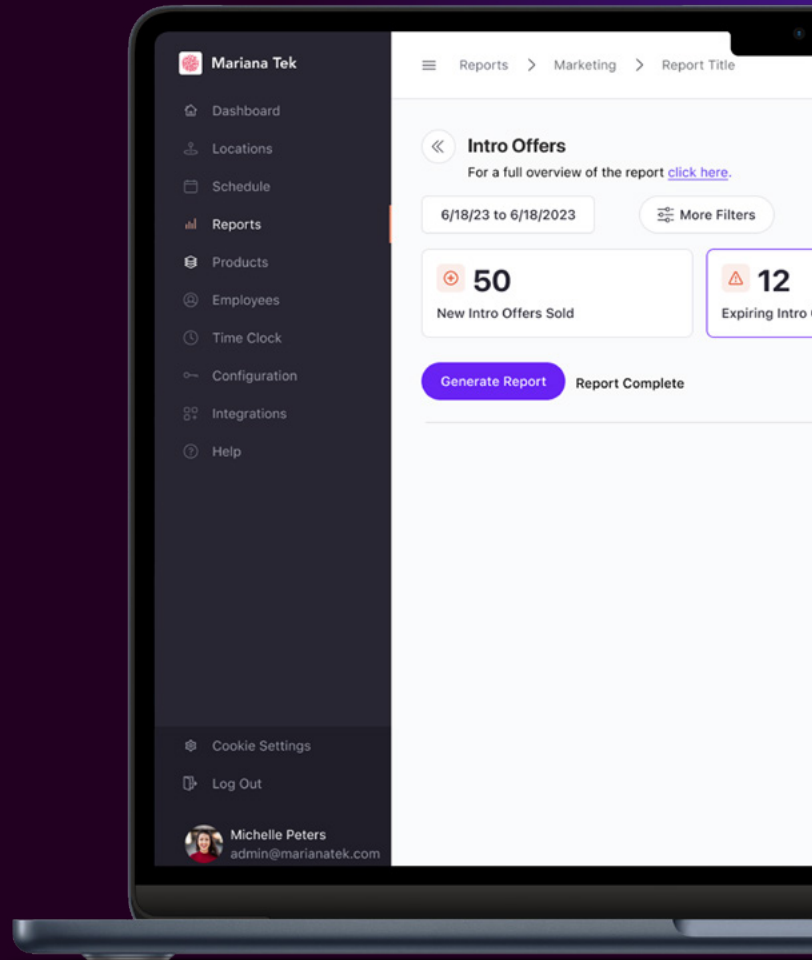 Mariana Tek
Dashboard
Locations
Schedule
Reports
Products
Employees
Time Clock
Configuration
Integrations
Help
Cookie Settings
Log Out
Michelle Peters
admin@marianatek.com
Reports > Marketing > Report Title
Intro Offers
For a full overview of the report click here.
6/18/23 to 6/18/2023 More Filters
50 12
New Intro Offers Sold Expiring Intro
Generate Report Report Complete